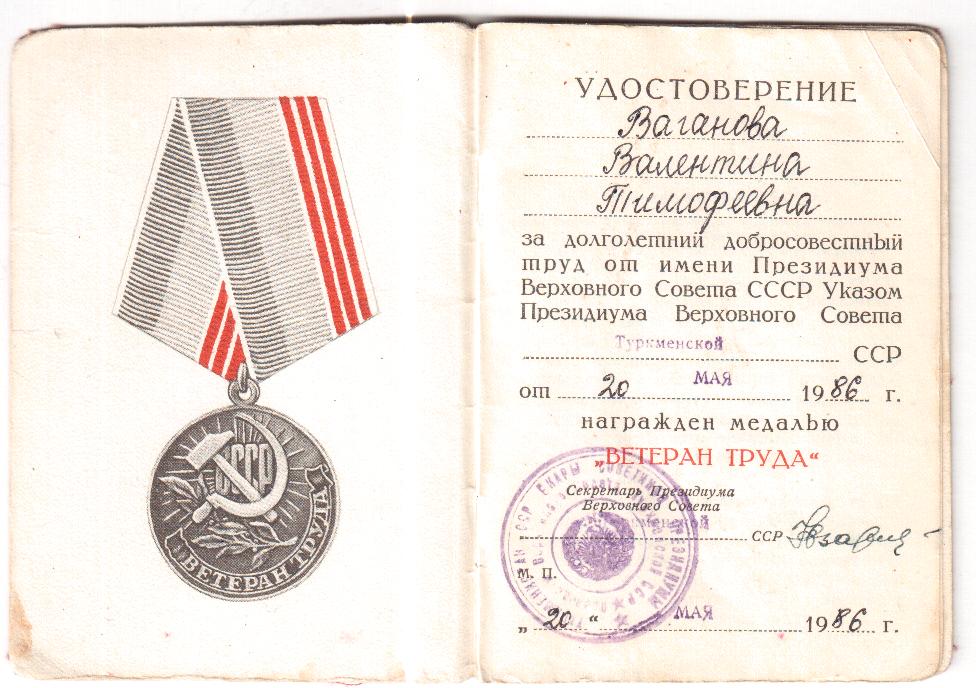 СССР
ВЕТЕРАН ТРУДА
УДОСТОВЕРЕНИЕ
Ваганова
Валентина
Тимофеевна
за долголетний добросовестный
труд от имени Президиума
Верховного Совета СССР Указом
Президиума Верховного Совета
Туркменской ССР
от 20 МАЯ 1986 г.
награжден медалью
„ВЕТЕРАН ТРУДА“
Секретарь Президиума
Верховного Совета
Туркменской ССР
М. П.
„ 20 “ МАЯ 1986 г.